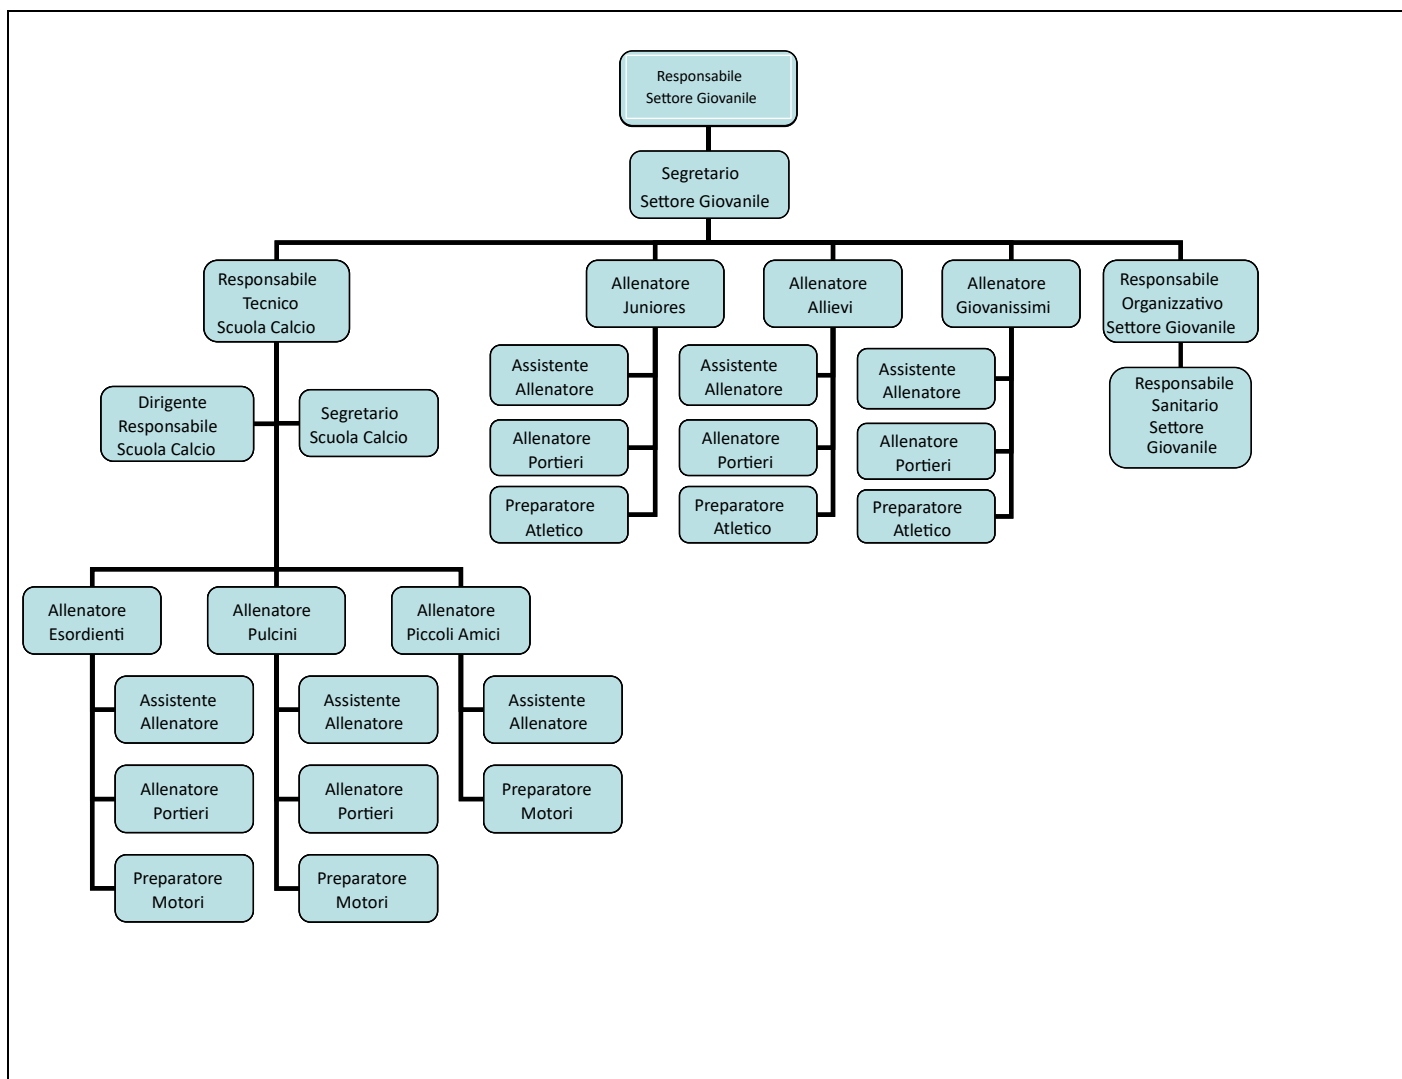 Responsabile
Settore Giovanile
Segretario
Settore Giovanile
Responsabile
Tecnico
Scuola Calcio
Allenatore
Juniores
Allenatore
Allievi
Allenatore
Giovanissimi
Responsabile
Organizzativo
Settore Giovanile
Assistente
Allenatore
Assistente
Allenatore
Assistente
Allenatore
Responsabile
Sanitario
Settore
Giovanile
Dirigente
Responsabile
Scuola Calcio
Segretario
Scuola Calcio
Allenatore
Portieri
Allenatore
Portieri
Allenatore
Portieri
Preparatore
Atletico
Preparatore
Atletico
Preparatore
Atletico
Allenatore
Esordienti
Allenatore
Pulcini
Allenatore
Piccoli Amici
Assistente
Allenatore
Assistente
Allenatore
Assistente
Allenatore
Allenatore
Portieri
Allenatore
Portieri
Preparatore
Motori
Preparatore
Motori
Preparatore
Motori